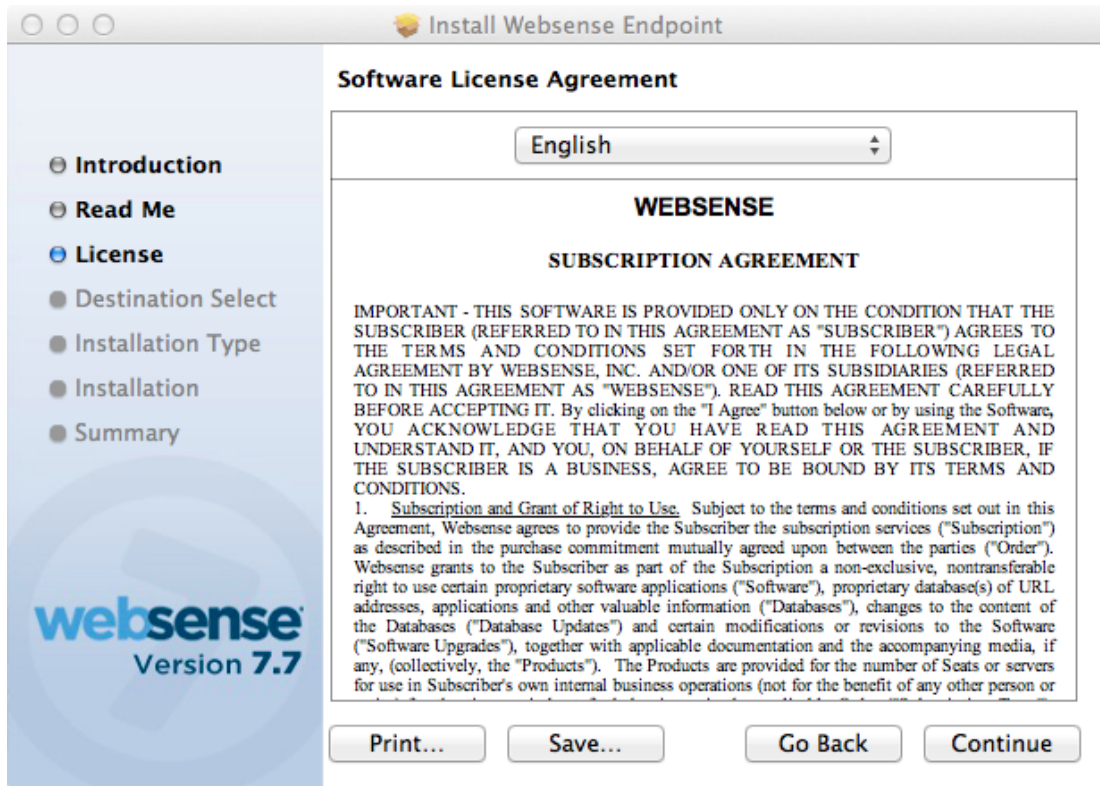 Install Websense Endpoint
Software License Agreement
Introduction
Read Me
License
Destination Select
Installation Type
Installation
Summary
websense
Version 7.7
English
WEBSENSE
SUBSCRIPTION AGREEMENT
IMPORTANT - THIS SOFTWARE IS PROVIDED ONLY ON THE CONDITION THAT THE
SUBSCRIBER (REFERRED TO IN THIS AGREEMENT AS "SUBSCRIBER") AGREES TO
THE TERMS AND CONDITIONS SET FORTH IN THE FOLLOWING LEGAL
AGREEMENT BY WEBSENSE, INC. AND/OR ONE OF ITS SUBSIDIARIES (REFERRED
TO IN THIS AGREEMENT AS "WEBSENSE"). READ THIS AGREEMENT CAREFULLY
BEFORE ACCEPTING IT. By clicking on the "I Agree" button below or by using the Software,
YOU ACKNOWLEDGE THAT YOU HAVE READ THIS AGREEMENT AND
UNDERSTAND IT, AND YOU, ON BEHALF OF YOURSELF OR THE SUBSCRIBER, IF
THE SUBSCRIBER IS A BUSINESS, AGREE TO BE BOUND BY ITS TERMS AND
CONDITIONS.
1. Subscription and Grant of Right to Use. Subject to the terms and conditions set out in this
Agreement, Websense agrees to provide the Subscriber the subscription services ("Subscription")
as described in the purchase commitment mutually agreed upon between the parties ("Order").
Websense grants to the Subscriber as part of the Subscription a non-exclusive, nontransferable
right to use certain proprietary software applications ("Software"), proprietary database(s) of URL
addresses, applications and other valuable information ("Databases"), changes to the content of
the Databases ("Database Updates") and certain modifications or revisions to the Software
("Software Upgrades"), together with applicable documentation and the accompanying media, if
any, (collectively, the "Products"). The Products are provided for the number of Seats or servers
for use in Subscriber's own internal business operations (not for the benefit of any other person or
Print...
Save...
Go Back
Continue